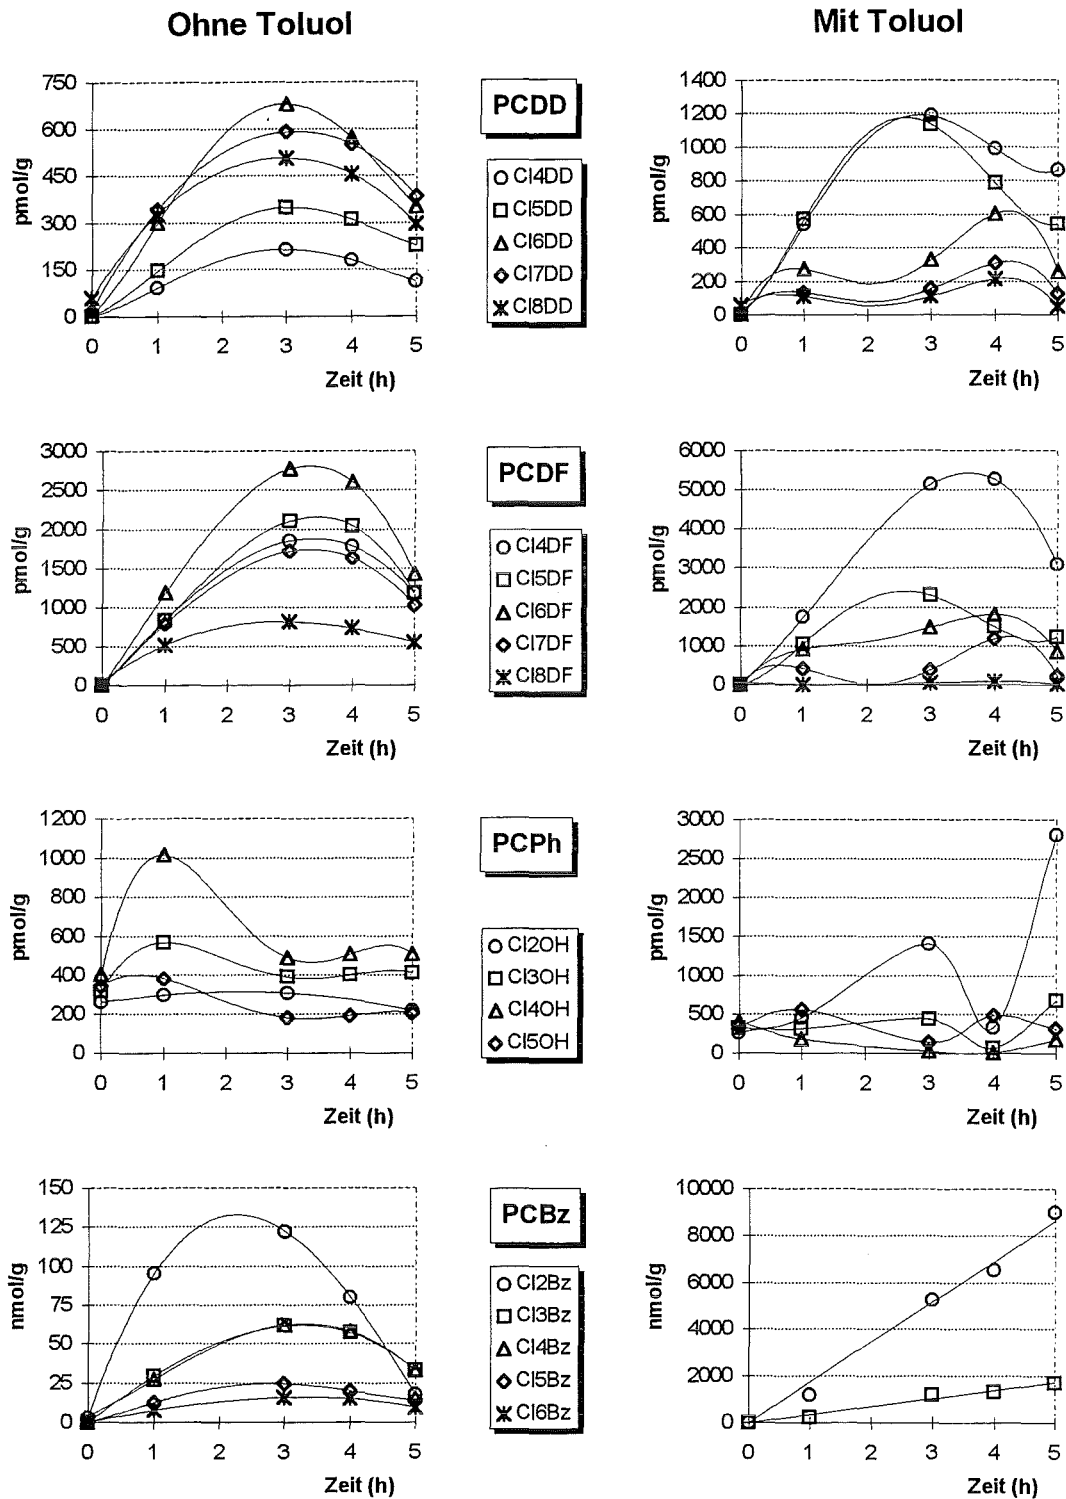 Ohne Toluol
Mit Toluol
750
600
450
300
150
0
pmol/g
0 1 2 3 4 5
Zeit (h)
PCDD
Cl4DD
Cl5DD
Cl6DD
Cl7DD
Cl8DD
1400
1200
1000
800
600
400
200
0
pmol/g
0 1 2 3 4 5
Zeit (h)
3000
2500
2000
1500
1000
500
0
pmol/g
0 1 2 3 4 5
Zeit (h)
PCDF
Cl4DF
Cl5DF
Cl6DF
Cl7DF
Cl8DF
6000
5000
4000
3000
2000
1000
0
pmol/g
0 1 2 3 4 5
Zeit (h)
1200
1000
800
600
400
200
0
pmol/g
0 1 2 3 4 5
Zeit (h)
PCPh
Cl2OH
Cl3OH
Cl4OH
Cl5OH
3000
2500
2000
1500
1000
500
0
pmol/g
0 1 2 3 4 5
Zeit (h)
150
125
100
75
50
25
0
nmol/g
0 1 2 3 4 5
Zeit (h)
PCBz
Cl2Bz
Cl3Bz
Cl4Bz
Cl5Bz
Cl6Bz
10000
8000
6000
4000
2000
0
nmol/g
0 1 2 3 4 5
Zeit (h)